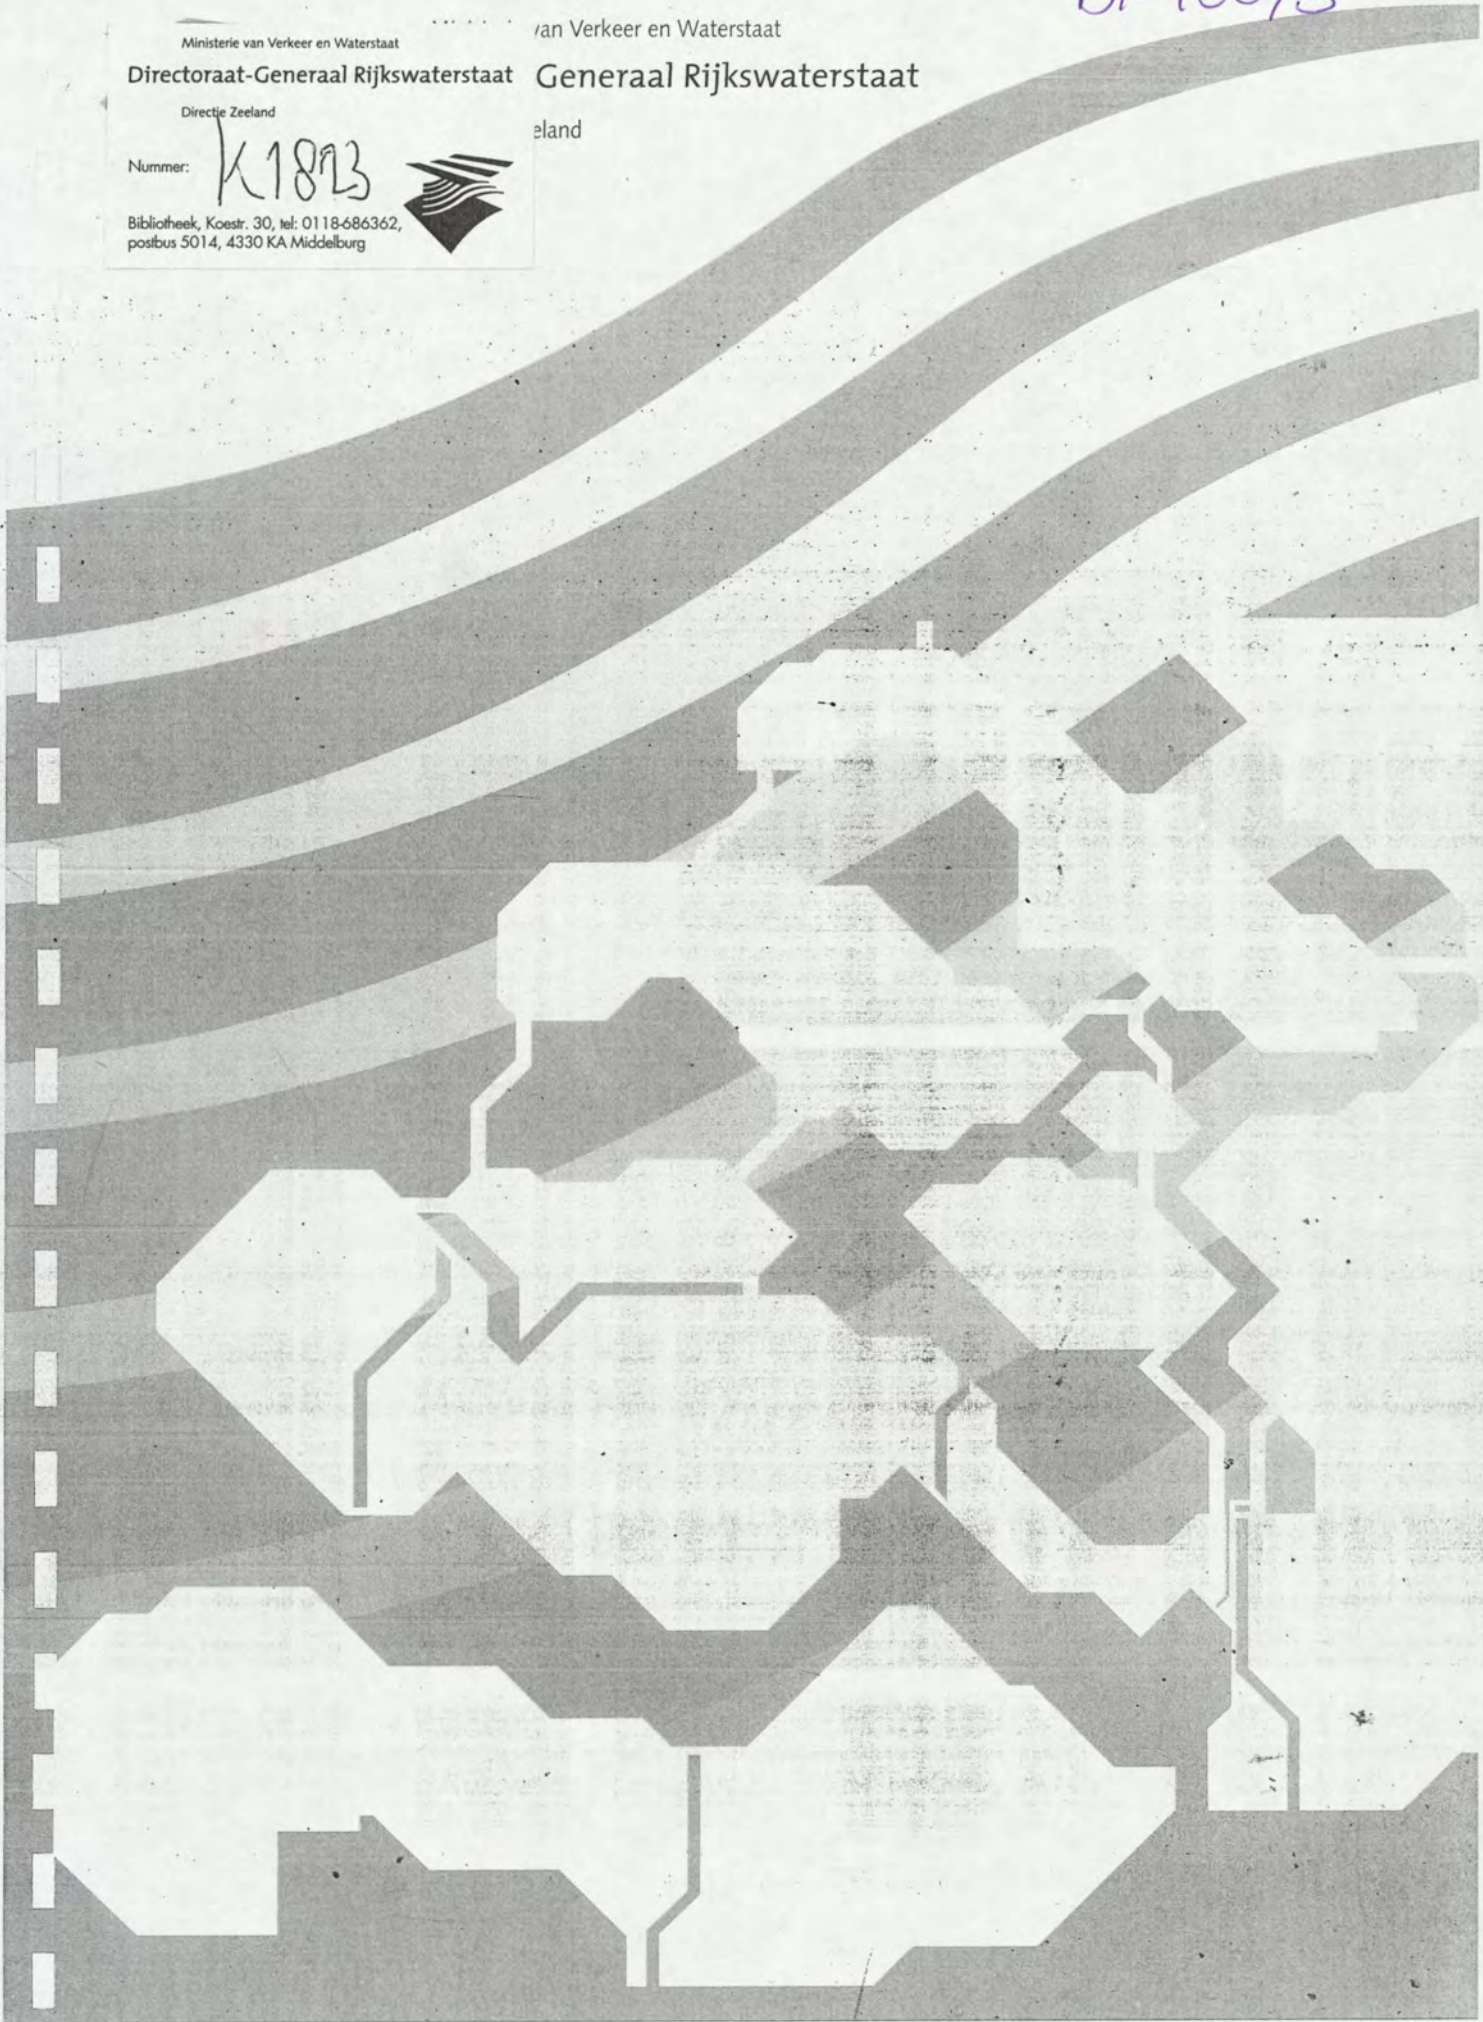 Ministerie van Verkeer en Waterstaat
Directoraat-Generaal Rijkswaterstaat
Directie Zeeland
Nummer: K1823
Bibliotheek, Koestr. 30, tel: 0118-686362,
postbus 5014, 4330 KA Middelburg
van Verkeer en Waterstaat
Generaal Rijkswaterstaat
eland